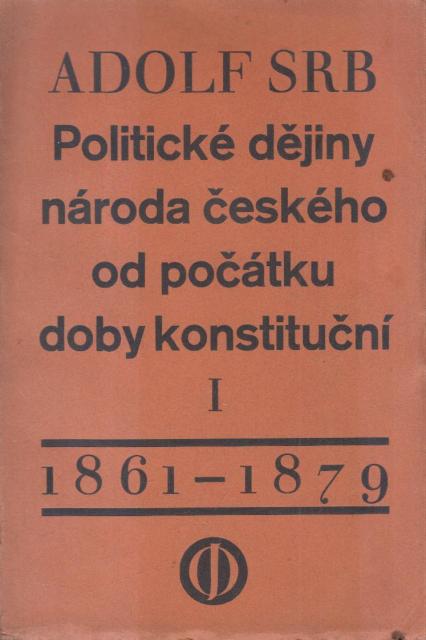 ADOLF SRB
Politické dějiny
národa českého
od počátku
doby konstituční
I
1861–1879